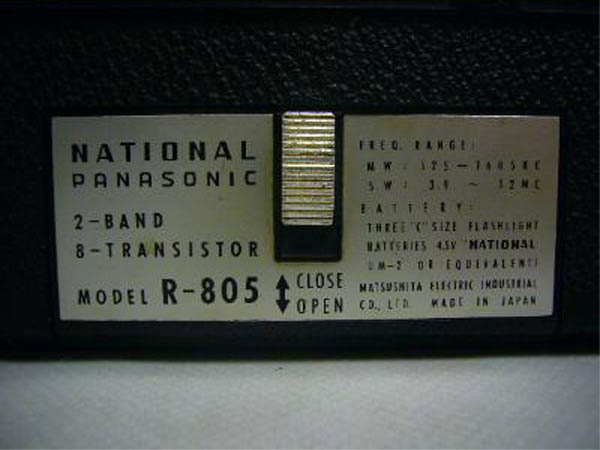 NATIONAL
PANASONIC
2-BAND
8-TRANSISTOR
MODEL R-805
CLOSE
OPEN
FREQ. RANGE:
MW: 525-1605KC
SW: 3.9 ~ 12MC
BATTERY:
THREE "C" SIZE FLASHLIGHT
BATTERIES 4.5V "NATIONAL
UM-2" OR EQUIVALENT
MATSUSHITA ELECTRIC INDUSTRIAL
CO., LTD. MADE IN JAPAN